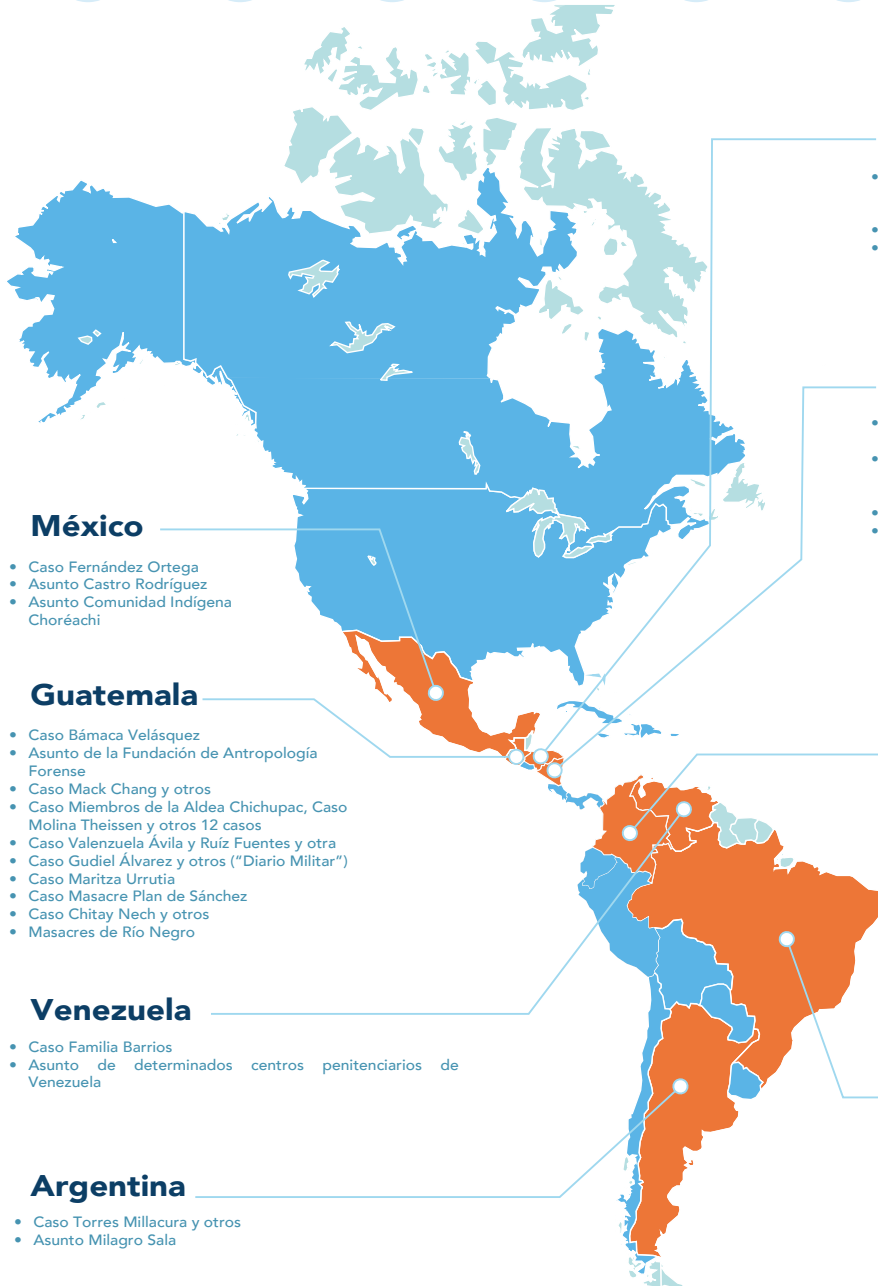 México
• Caso Fernández Ortega
• Asunto Castro Rodríguez
• Asunto Comunidad Indígena
Choréachi
Guatemala
• Caso Bámaca Velásquez
• Asunto de la Fundación de Antropología
Forense
• Caso Mack Chang y otros
• Caso Miembros de la Aldea Chichupac, Caso
Molina Theissen y otros 12 casos
• Caso Valenzuela Ávila y Ruíz Fuentes y otra
• Caso Gudiel Álvarez y otros (“Diario Militar”)
• Caso Maritza Urrutia
• Caso Masacre Plan de Sánchez
• Caso Chitay Nech y otros
• Masacres de Río Negro
Venezuela
• Caso Familia Barrios
• Asunto de determinados centros penitenciarios de
Venezuela
Argentina
• Caso Torres Millacura y otros
• Asunto Milagro Sala